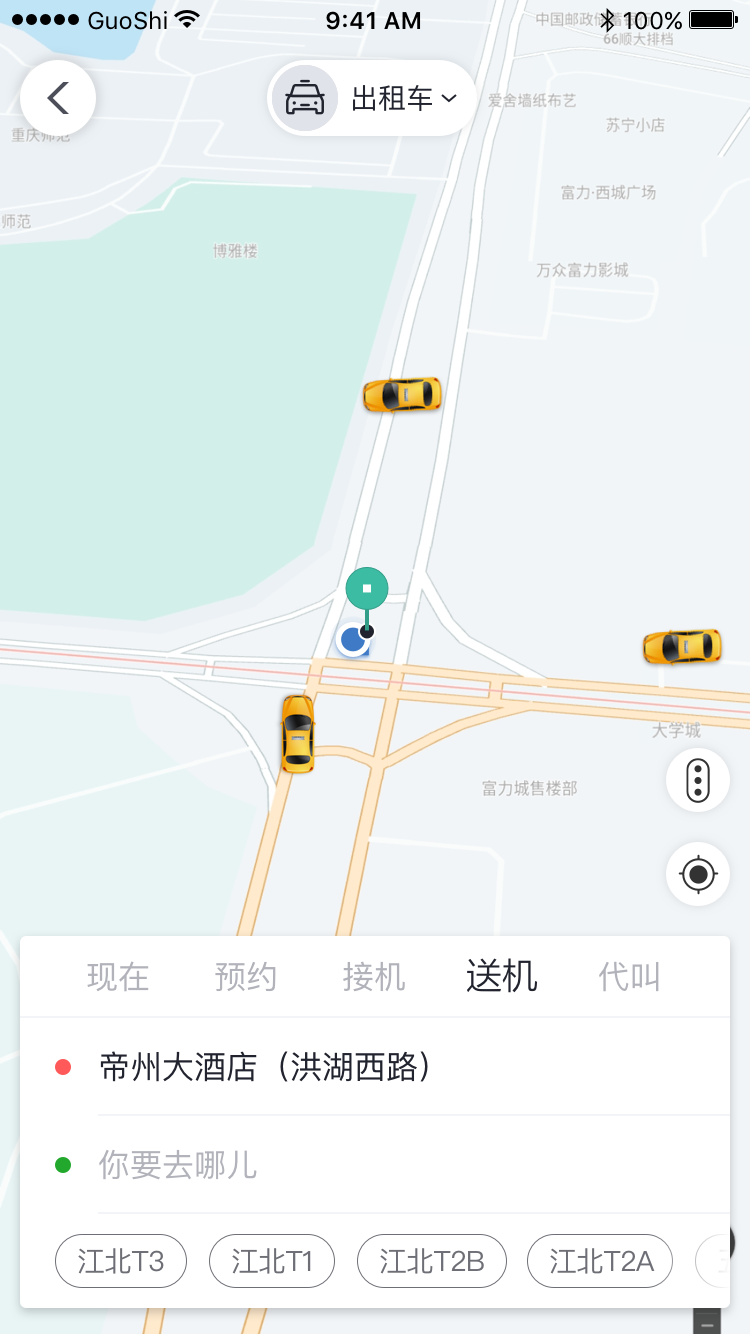 GuoShi 9:41 AM 100%
中国邮政储蓄银行
66顺大排档
出租车
爱舍墙纸布艺
苏宁小店
重庆师范
富力·西城广场
师范
博雅楼
万众富力影城
大学城
富力城售楼部
现在 预约 接机 送机 代叫
帝州大酒店（洪湖西路）
你要去哪儿
江北T3 江北T1 江北T2B 江北T2A